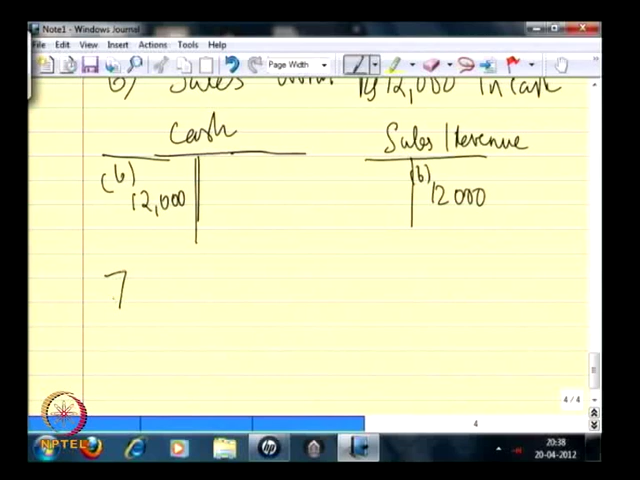 Note1 - Windows Journal
File Edit View Insert Actions Tools Help
Page Width
6) Sales worth Rs 12,000 in cash
Cash Sales / Revenue
(6) (6)
12,000 12 000
7
4 / 4
4
NPTEL
20:38
20-04-2012